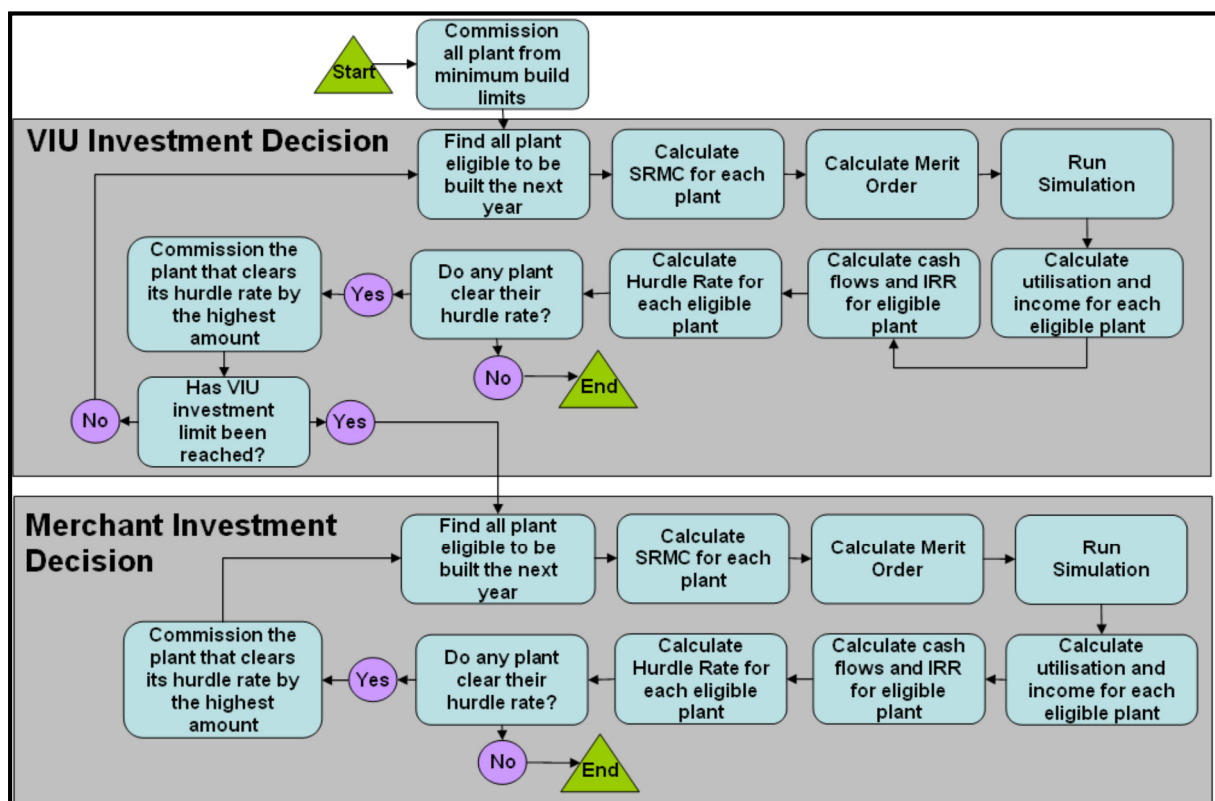 Start
Commission
all plant from
minimum build
limits
VIU Investment Decision
Find all plant
eligible to be
built the next
year
Calculate
SRMC for each
plant
Calculate Merit
Order
Run
Simulation
Calculate
utilisation and
income for each
eligible plant
Calculate cash
flows and IRR
for eligible
plant
Calculate
Hurdle Rate for
each eligible
plant
Do any plant
clear their
hurdle rate?
Yes
No
End
Commission the
plant that clears
its hurdle rate by
the highest
amount
Has VIU
investment
limit been
reached?
No
Yes
Merchant Investment
Decision
Find all plant
eligible to be
built the next
year
Calculate
SRMC for each
plant
Calculate Merit
Order
Run
Simulation
Calculate
utilisation and
income for each
eligible plant
Calculate cash
flows and IRR
for eligible
plant
Calculate
Hurdle Rate for
each eligible
plant
Do any plant
clear their
hurdle rate?
Yes
No
End
Commission the
plant that clears
its hurdle rate by
the highest
amount